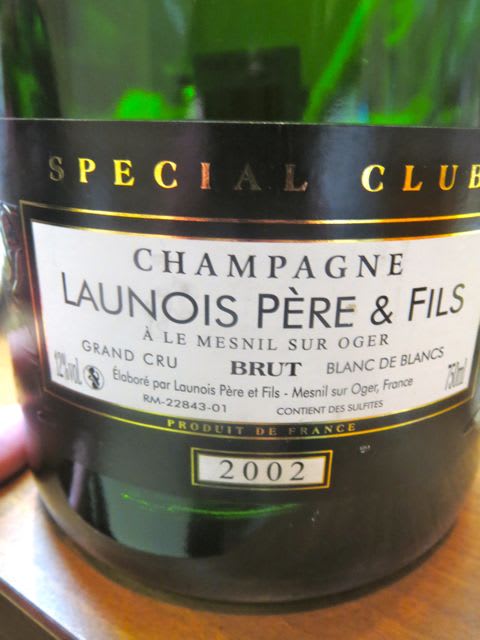 SPECIAL CLUB
CHAMPAGNE
LAUNOIS PÈRE & FILS
À LE MESNIL SUR OGER
GRAND CRU BRUT BLANC DE BLANCS
12%vol. Élaboré par Launois Père et Fils - Mesnil sur Oger, France 750ml
RM-22843-01 CONTIENT DES SULFITES
PRODUIT DE FRANCE
2002